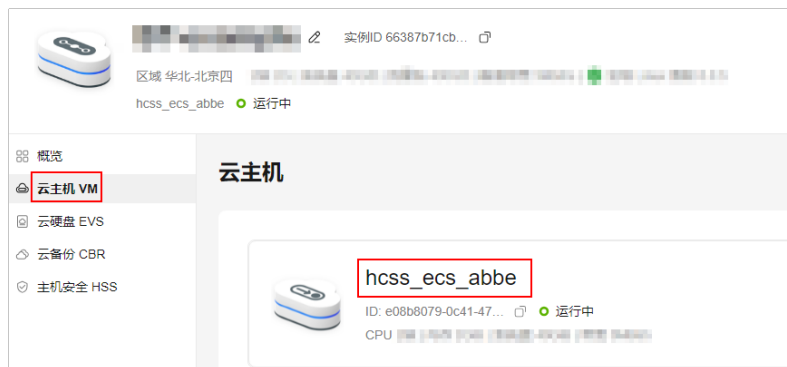 实例ID 66387b71cb...
区域 华北-北京四
hcss_ecs_abbe 运行中
概览
云主机 VM
云硬盘 EVS
云备份 CBR
主机安全 HSS
云主机
hcss_ecs_abbe
ID: e08b8079-0c41-47... 运行中
CPU